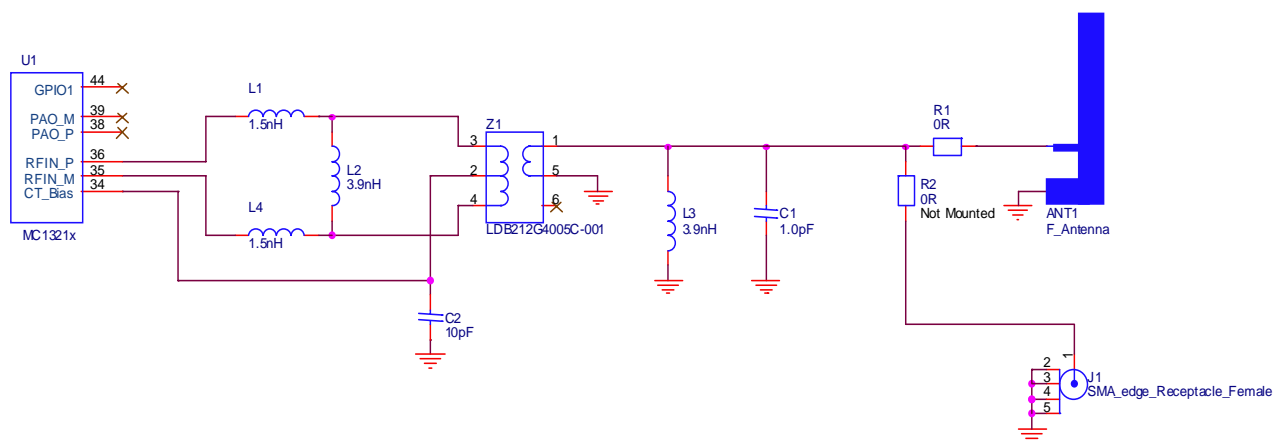 U1
GPIO1
44
PAO_M
39
PAO_P
38
RFIN_P
36
RFIN_M
35
CT_Bias
34
MC1321x
L1
1.5nH
L2
3.9nH
L4
1.5nH
C2
10pF
Z1
3
2
4
1
5
6
LDB212G4005C-001
L3
3.9nH
C1
1.0pF
R1
0R
R2
0R
Not Mounted
ANT1
F_Antenna
1
2
3
4
5
J1
SMA_edge_Receptacle_Female